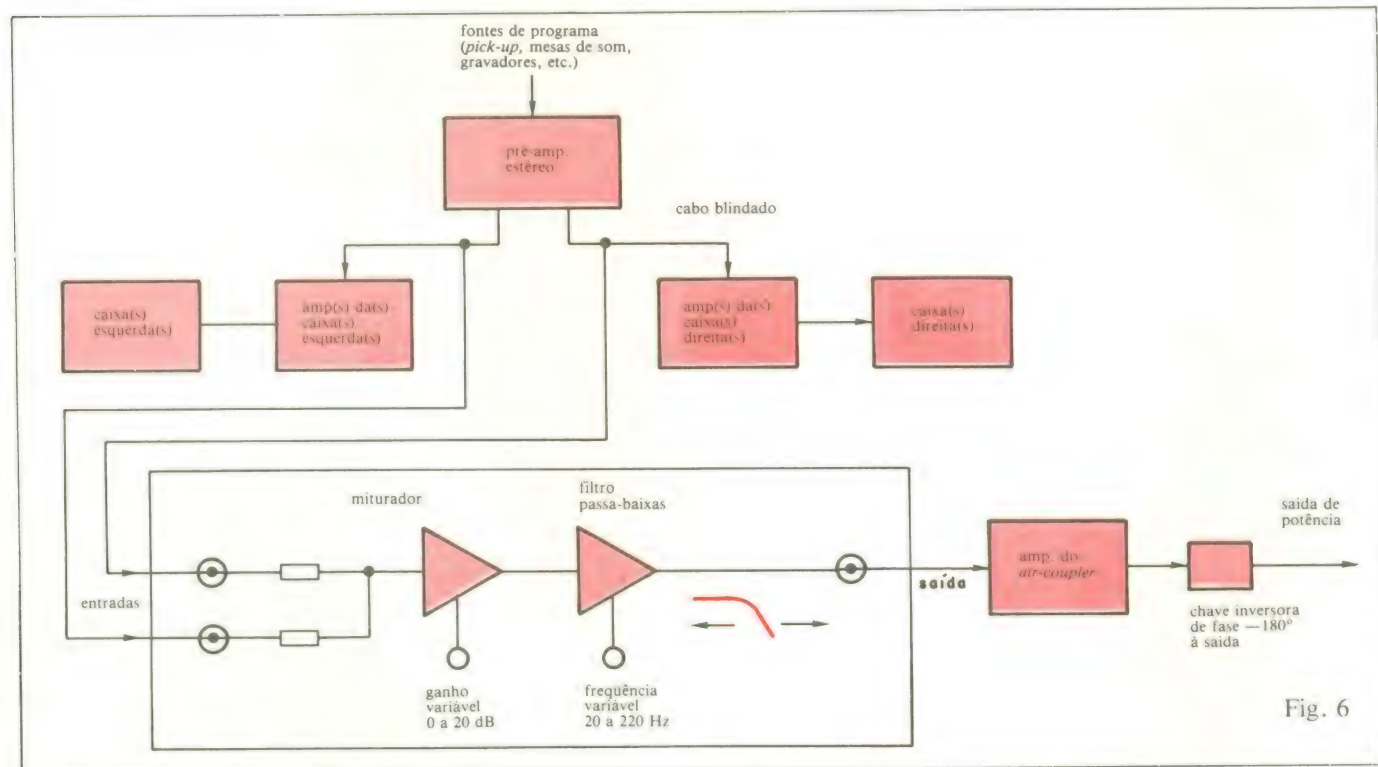 fontes de programa
(pick-up, mesas de som,
gravadores, etc.)
pré-amp.
estéreo
cabo blindado
caixa(s)
esquerda(s)
amp(s) da(s)
caixa(s)
esquerda(s)
amp(s) da(s)
caixa(s)
direita(s)
caixa(s)
direita(s)
miturador
filtro
passa-baixas
entradas
ganho
variável
0 a 20 dB
frequência
variável
20 a 220 Hz
saída
amp. do
air-coupler
saída de
potência
chave inversora
de fase —180°
à saída
Fig. 6